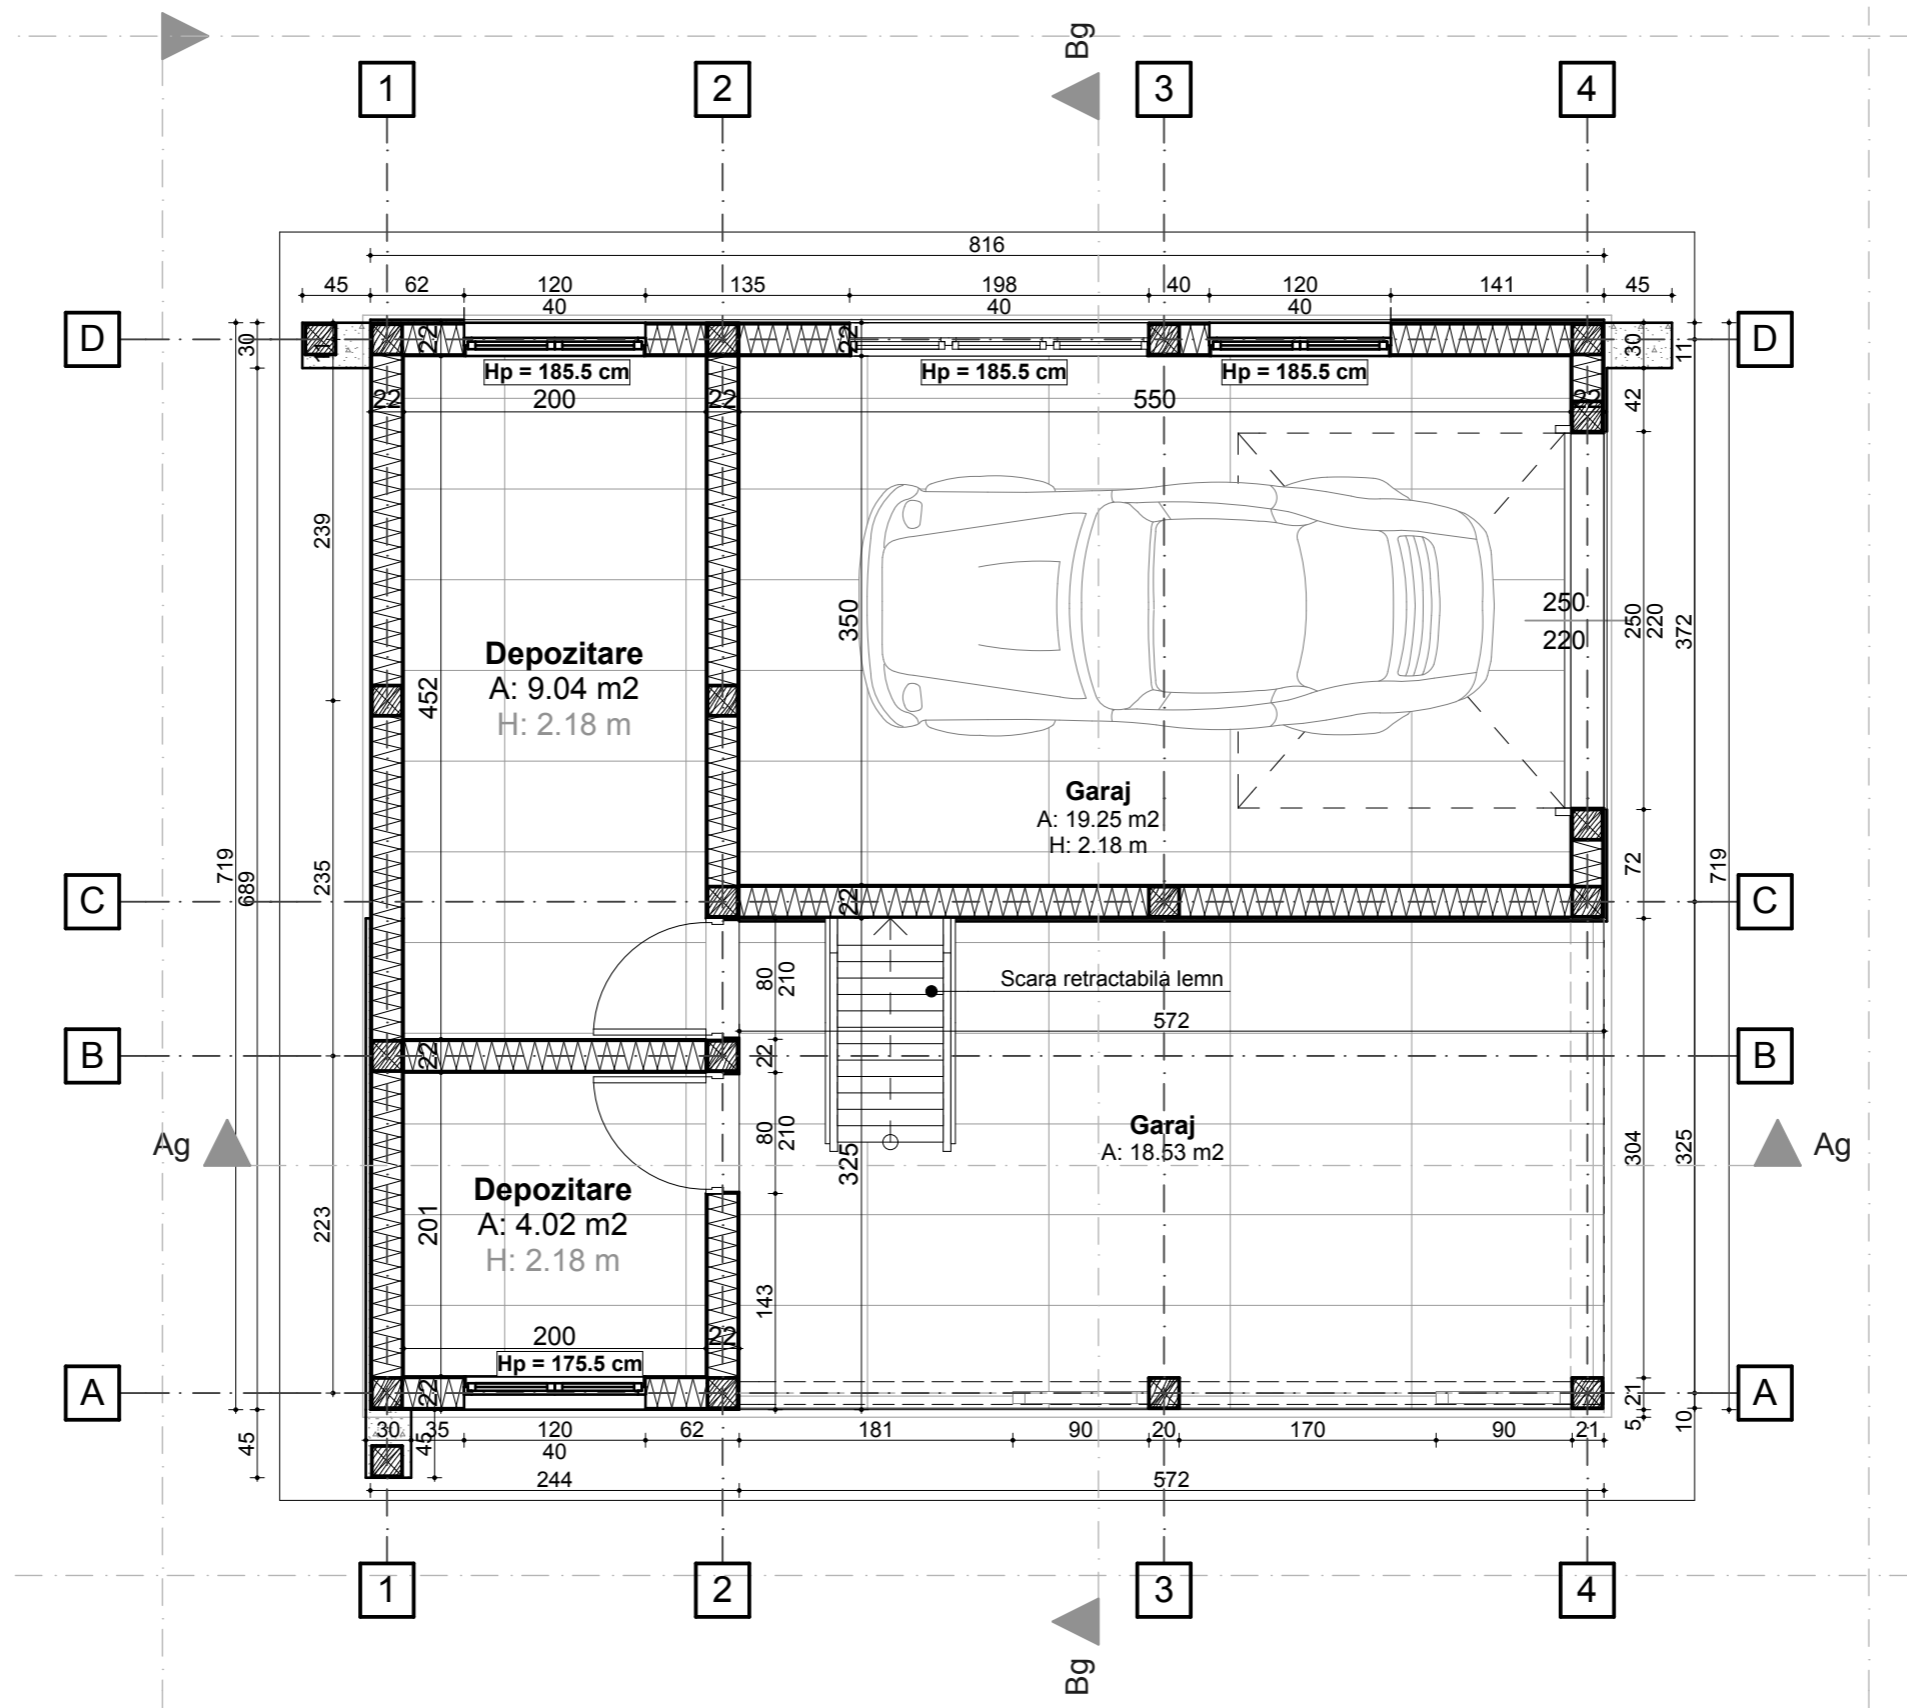 Bg
1 2 3 4
816
45 62 120 135 198 40 120 141 45
40 40 40
D 30 11 22 22 30 11 D
Hp = 185.5 cm Hp = 185.5 cm Hp = 185.5 cm
22 200 22 550 22 42
239
350
250
220
250
220
372
Depozitare
A: 9.04 m2
H: 2.18 m
452
Garaj
A: 19.25 m2
H: 2.18 m
719
689
235
72
719
C 22 C
80
210
Scara retractabila lemn
572
B 22 22 B
Ag Ag
80
210
325
Garaj
A: 18.53 m2
304
325
Depozitare
A: 4.02 m2
H: 2.18 m
223
201
143
200 22
Hp = 175.5 cm
A 22 21 A
5
10
45
30 35 120 62 181 90 20 170 90 21
45
40
244 572
1 2 3 4
Bg